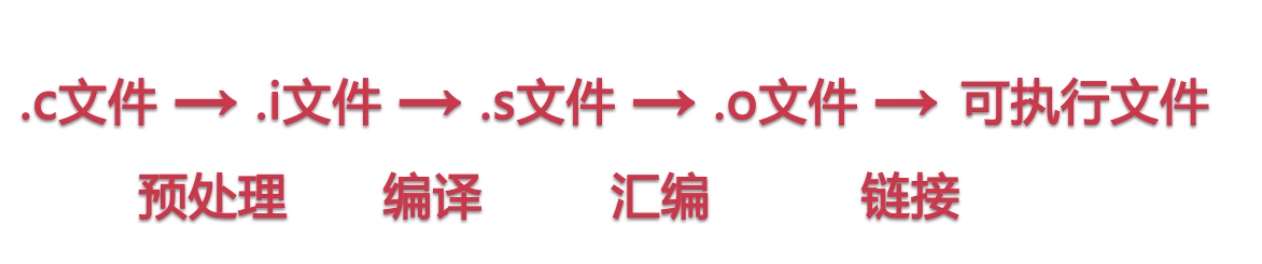 .c文件 → .i文件 → .s文件 → .o文件 → 可执行文件
预处理 编译 汇编 链接